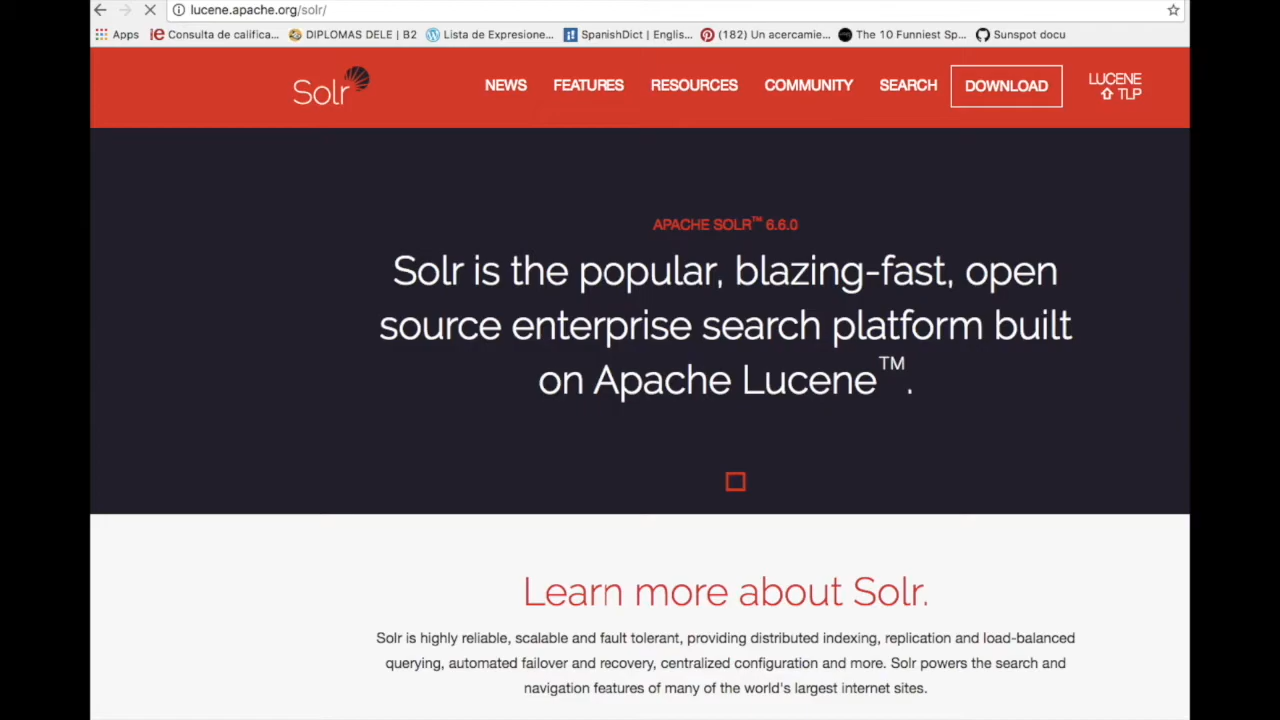 lucene.apache.org/solr/
Apps Consulta de califica... DIPLOMAS DELE | B2 Lista de Expresione... SpanishDict | Englis... (182) Un acercamie... The 10 Funniest Sp... Sunspot docu
Solr NEWS FEATURES RESOURCES COMMUNITY SEARCH DOWNLOAD LUCENE
TLP
APACHE SOLR™ 6.6.0
Solr is the popular, blazing-fast, open
source enterprise search platform built
on Apache Lucene™.
Learn more about Solr.
Solr is highly reliable, scalable and fault tolerant, providing distributed indexing, replication and load-balanced
querying, automated failover and recovery, centralized configuration and more. Solr powers the search and
navigation features of many of the world's largest internet sites.